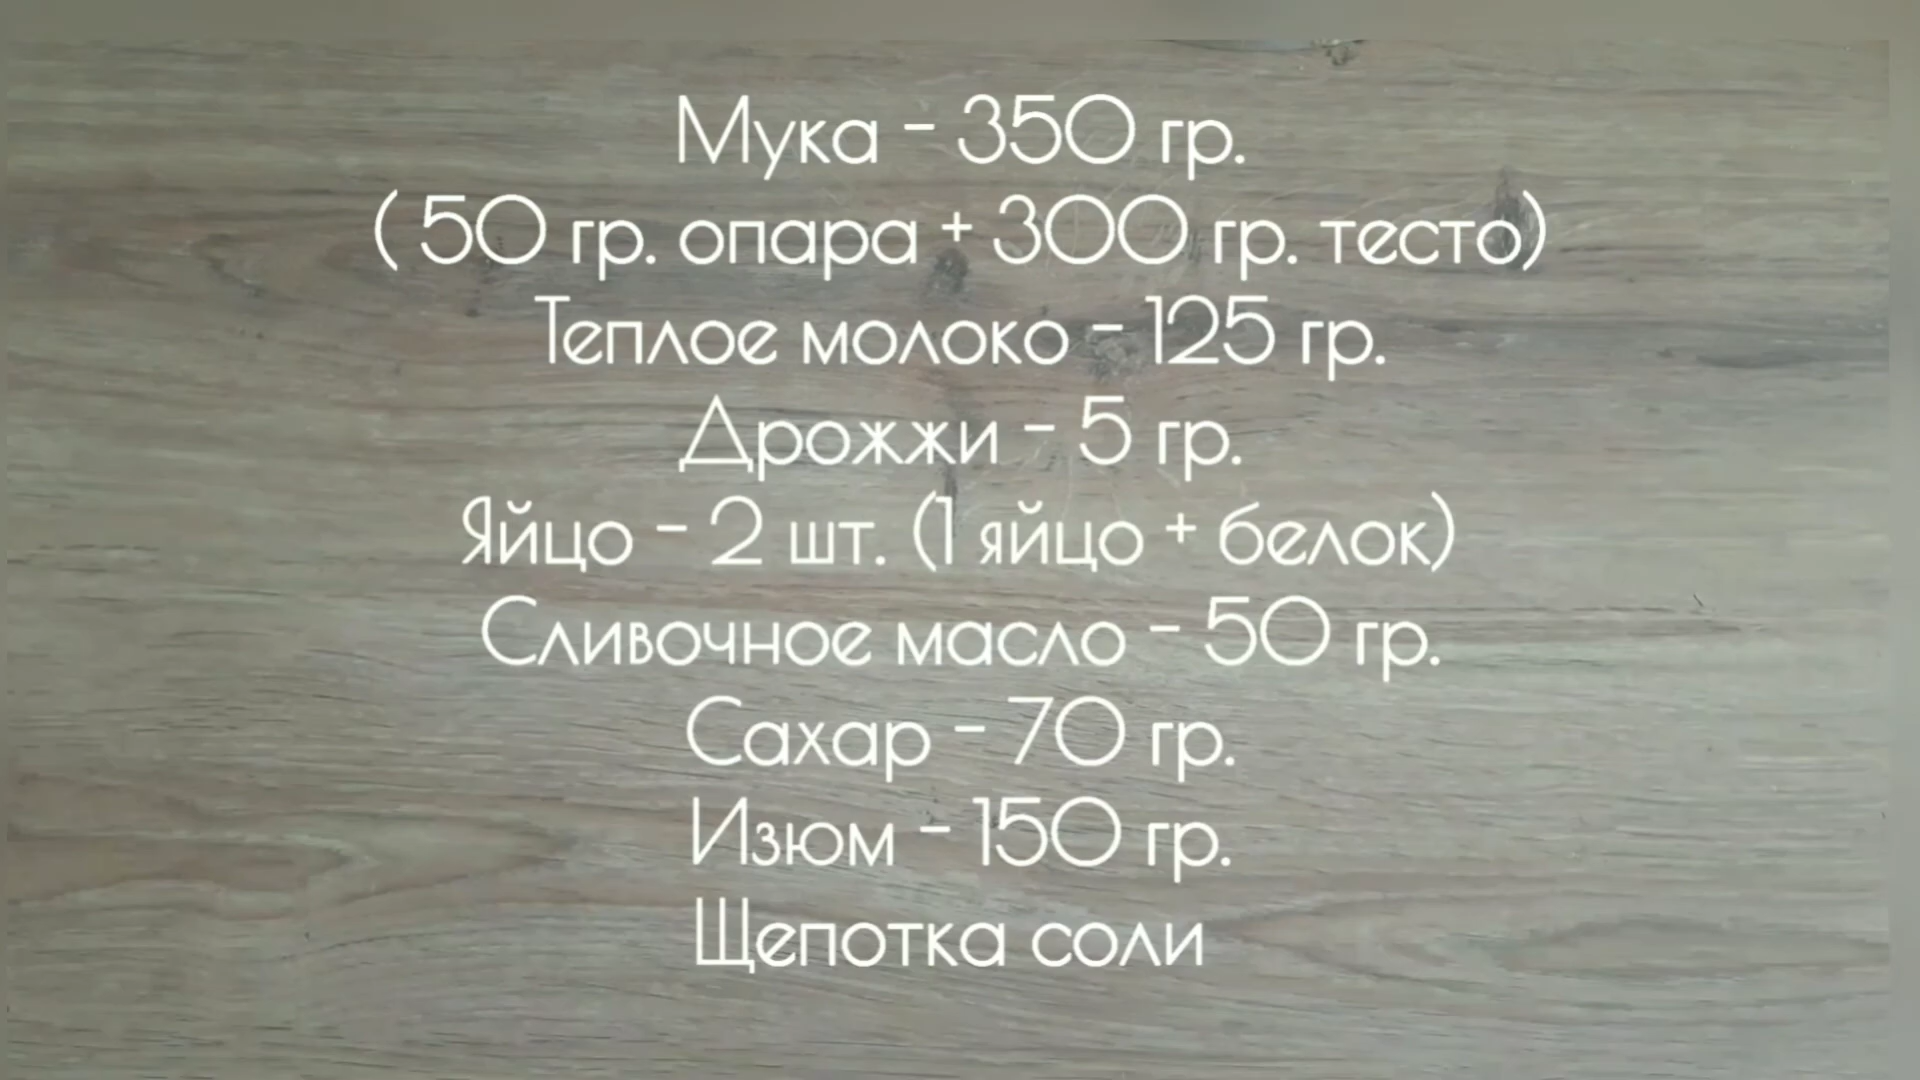 Мука - 350 гр.
( 50 гр. опара + 300 гр. тесто)
Теплое молоко - 125 гр.
Дрожжи - 5 гр.
Яйцо - 2 шт. (1 яйцо + белок)
Сливочное масло - 50 гр.
Сахар - 70 гр.
Изюм - 150 гр.
Щепотка соли